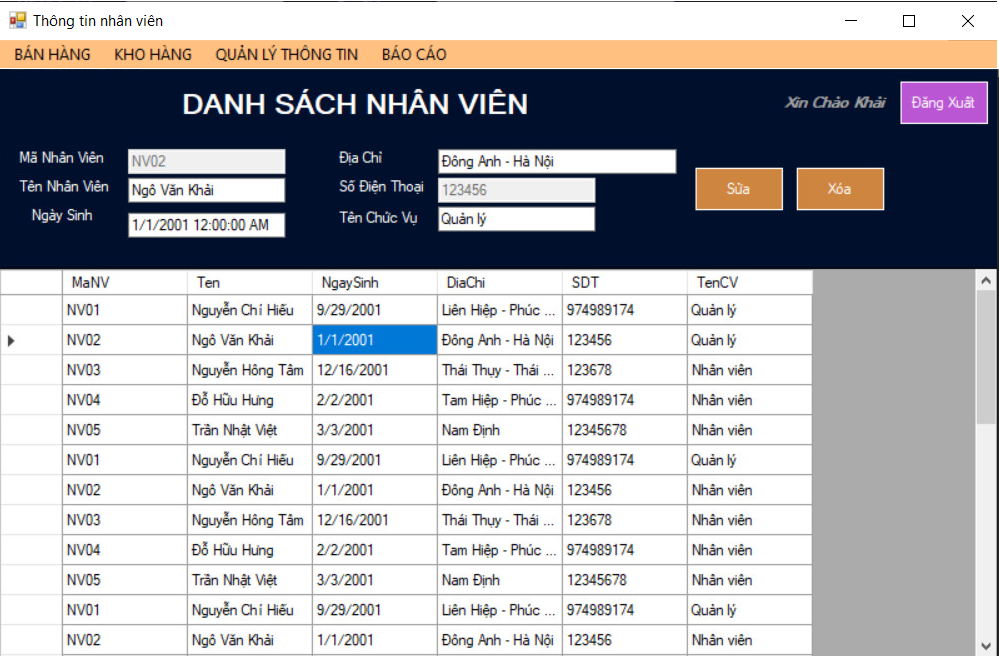 Thông tin nhân viên
BÁN HÀNG KHO HÀNG QUẢN LÝ THÔNG TIN BÁO CÁO
DANH SÁCH NHÂN VIÊN
Xin Chào Khải
Đăng Xuất
Mã Nhân Viên NV02
Tên Nhân Viên Ngô Văn Khải
Ngày Sinh 1/1/2001 12:00:00 AM
Địa Chỉ Đông Anh - Hà Nội
Số Điện Thoại 123456
Tên Chức Vụ Quản lý
Sửa Xóa
MaNV Ten NgaySinh DiaChi SDT TenCV
NV01 Nguyễn Chí Hiếu 9/29/2001 Liên Hiệp - Phúc ... 974989174 Quản lý
NV02 Ngô Văn Khải 1/1/2001 Đông Anh - Hà Nội 123456 Quản lý
NV03 Nguyễn Hông Tâm 12/16/2001 Thái Thụy - Thái ... 123678 Nhân viên
NV04 Đỗ Hữu Hưng 2/2/2001 Tam Hiệp - Phúc ... 974989174 Nhân viên
NV05 Trần Nhật Việt 3/3/2001 Nam Định 12345678 Nhân viên
NV01 Nguyễn Chí Hiếu 9/29/2001 Liên Hiệp - Phúc ... 974989174 Quản lý
NV02 Ngô Văn Khải 1/1/2001 Đông Anh - Hà Nội 123456 Nhân viên
NV03 Nguyễn Hông Tâm 12/16/2001 Thái Thụy - Thái ... 123678 Nhân viên
NV04 Đỗ Hữu Hưng 2/2/2001 Tam Hiệp - Phúc ... 974989174 Nhân viên
NV05 Trần Nhật Việt 3/3/2001 Nam Định 12345678 Nhân viên
NV01 Nguyễn Chí Hiếu 9/29/2001 Liên Hiệp - Phúc ... 974989174 Quản lý
NV02 Ngô Văn Khải 1/1/2001 Đông Anh - Hà Nội 123456 Nhân viên